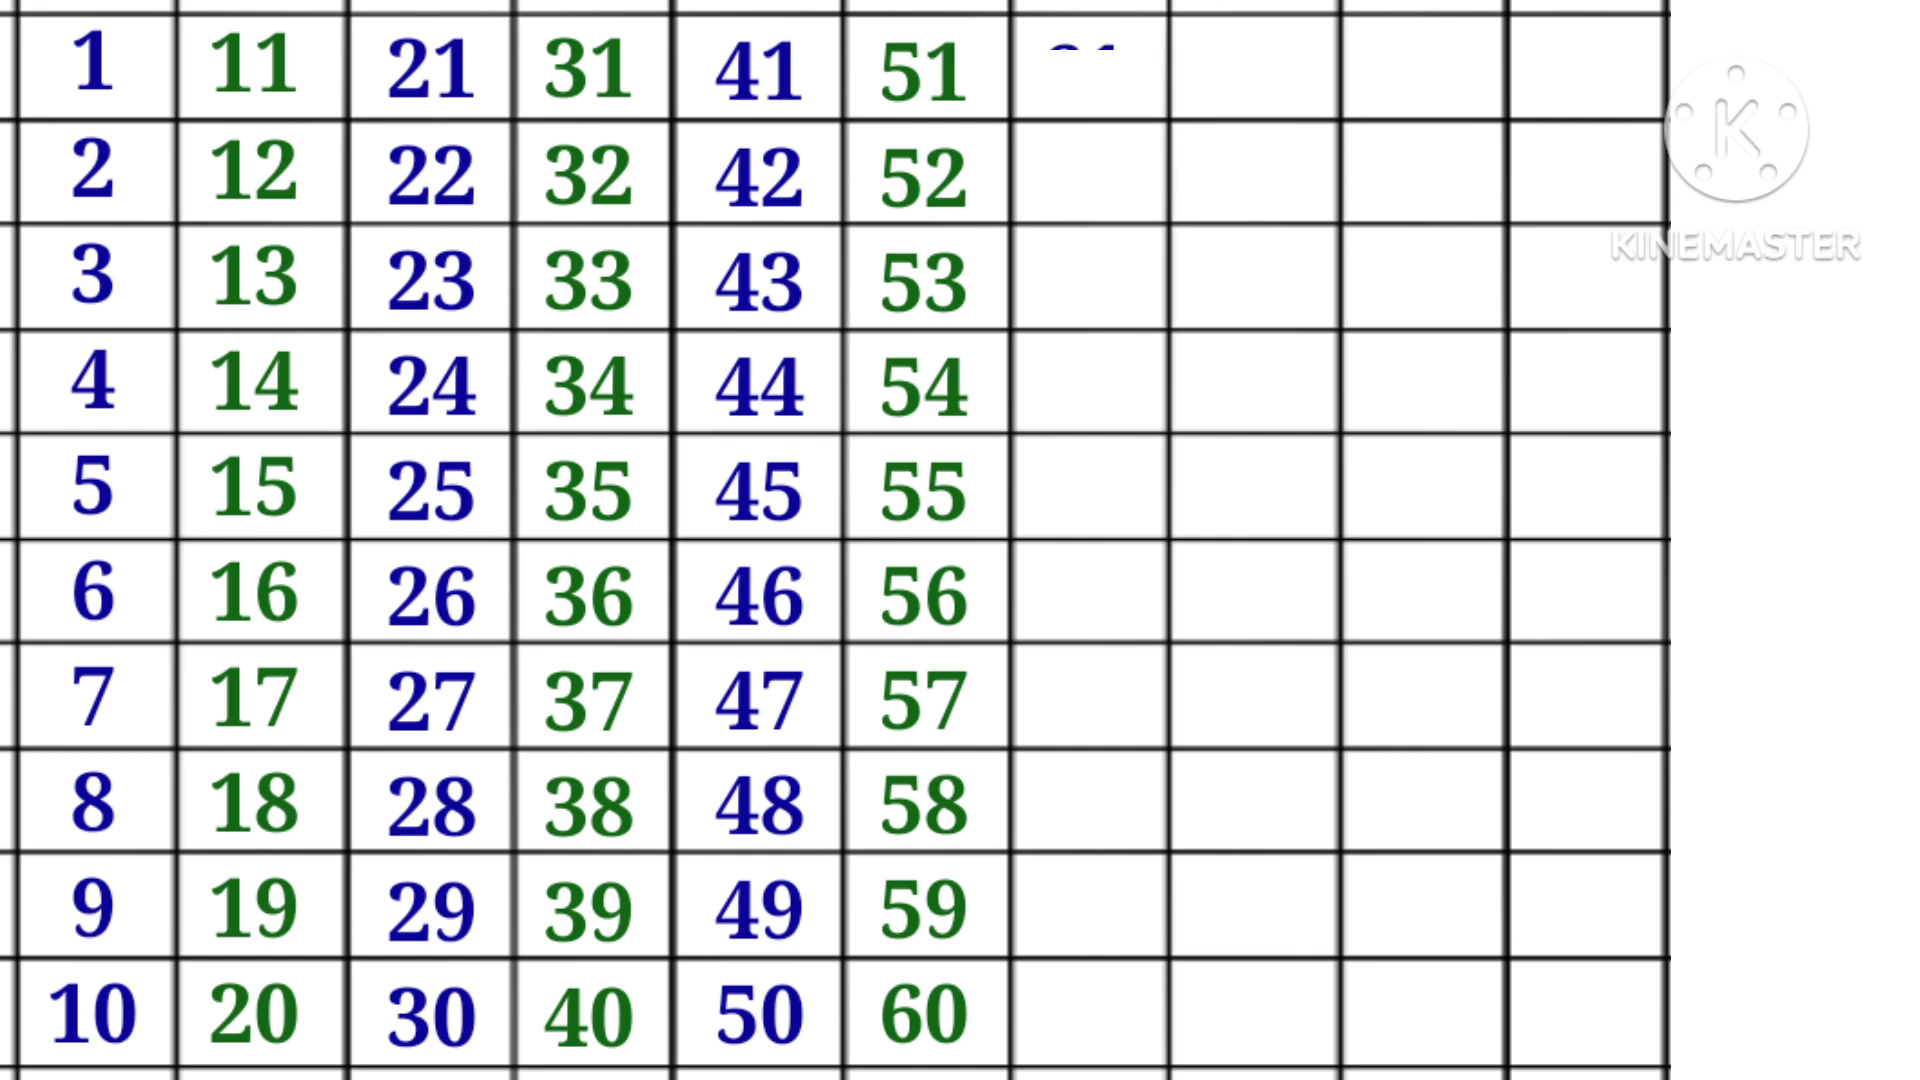 1 11 21 31 41 51
2 12 22 32 42 52
3 13 23 33 43 53
4 14 24 34 44 54
5 15 25 35 45 55
6 16 26 36 46 56
7 17 27 37 47 57
8 18 28 38 48 58
9 19 29 39 49 59
10 20 30 40 50 60
K
KINEMASTER